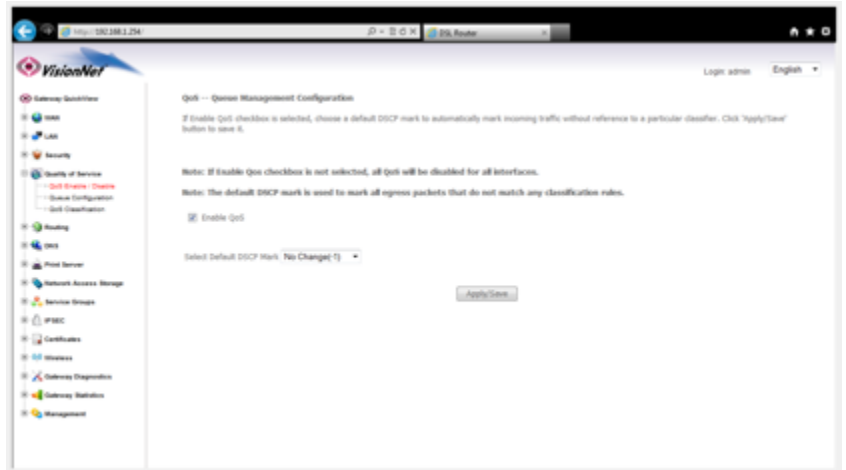 http://192.168.1.254/
DSL Router
VisionNet
Login: admin
English
Gateway QuickView
WAN
LAN
Security
Quality of Service
QoS Enable / Disable
Queue Configuration
QoS Classification
Routing
DNS
Print Server
Network Access Storage
Service Groups
IPSEC
Certificates
Wireless
Gateway Diagnostics
Gateway Statistics
Management
QoS -- Queue Management Configuration
If Enable QoS checkbox is selected, choose a default DSCP mark to automatically mark incoming traffic without reference to a particular classifier. Click 'Apply/Save'
button to save it.
Note: If Enable Qos checkbox is not selected, all QoS will be disabled for all interfaces.
Note: The default DSCP mark is used to mark all egress packets that do not match any classification rules.
Enable QoS
Select Default DSCP Mark No Change(-1)
Apply/Save